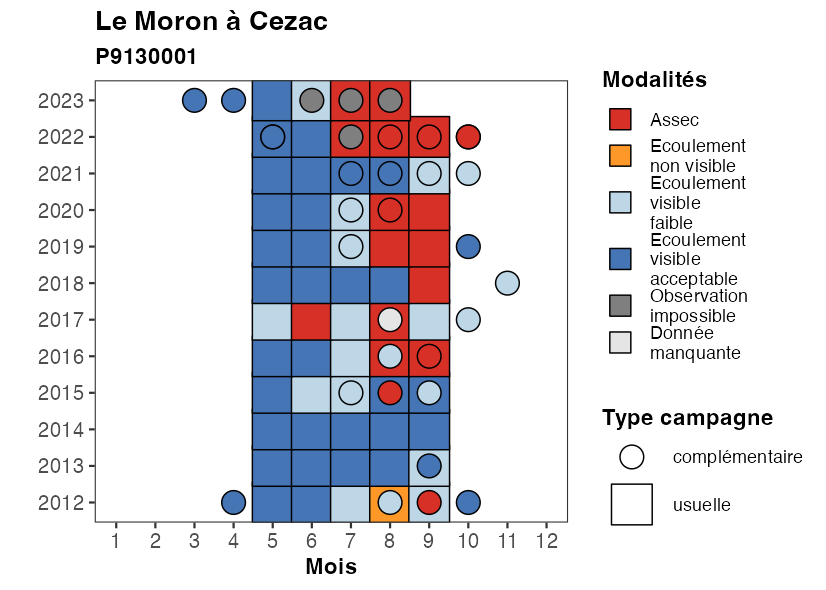 Le Moron à Cezac
P9130001
2023
2022
2021
2020
2019
2018
2017
2016
2015
2014
2013
2012
1 2 3 4 5 6 7 8 9 10 11 12
Mois
Modalités
Assec
Ecoulement
non visible
Ecoulement
visible
faible
Ecoulement
visible
acceptable
Observation
impossible
Donnée
manquante
Type campagne
complémentaire
usuelle